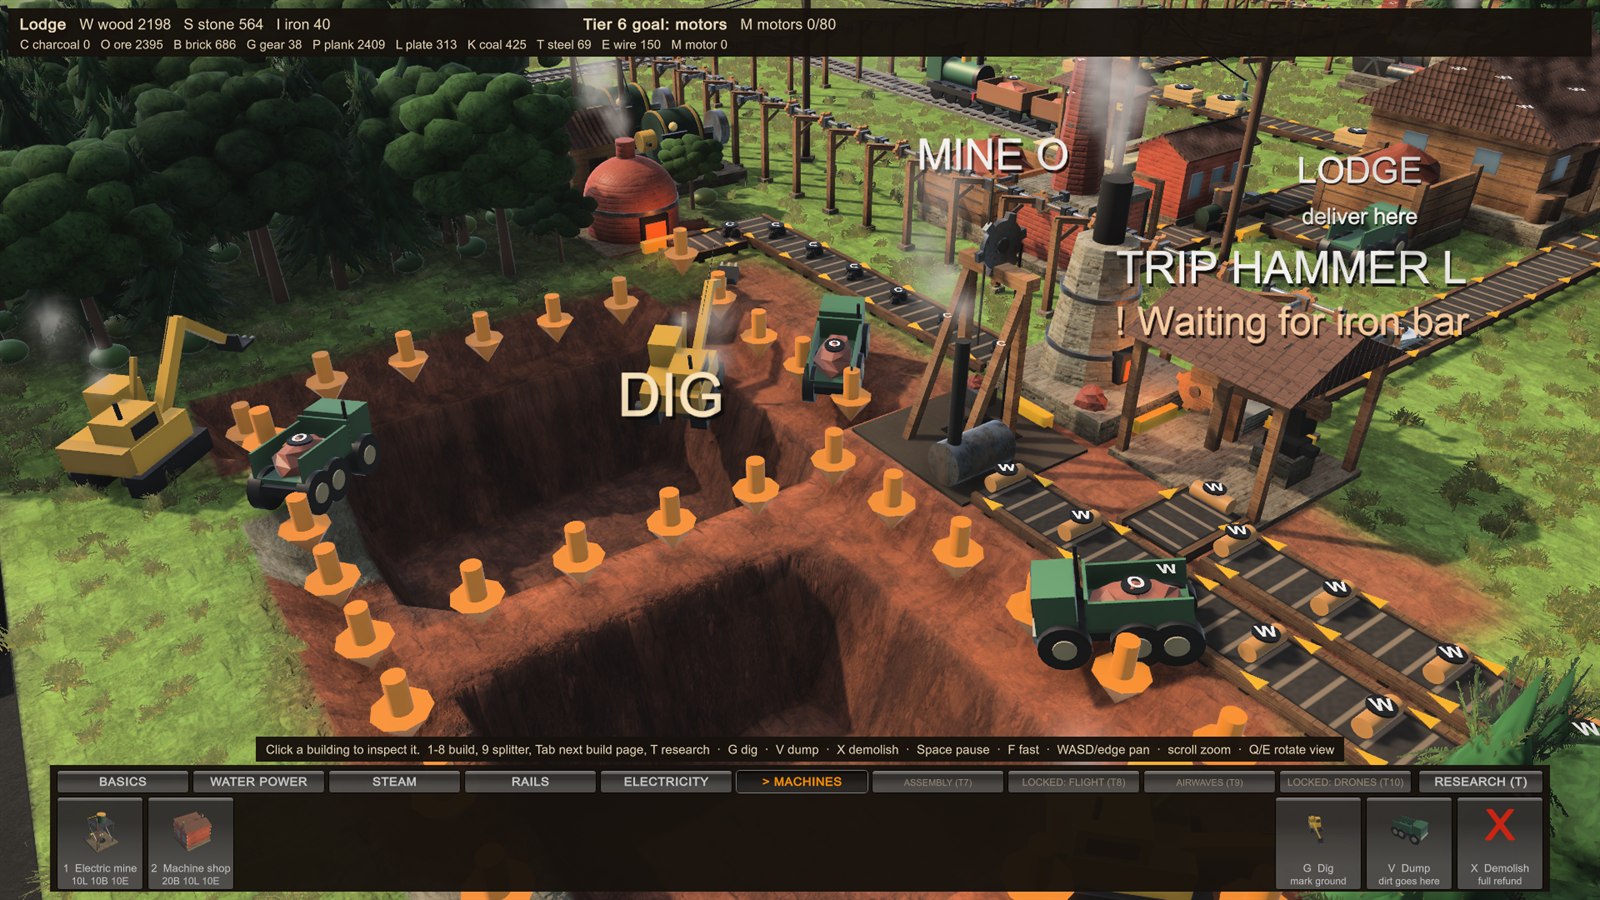 Lodge W wood 2198 S stone 564 I iron 40
Tier 6 goal: motors M motors 0/80
C charcoal 0 O ore 2395 B brick 686 G gear 38 P plank 2409 L plate 313 K coal 425 T steel 69 E wire 150 M motor 0
MINE O
LODGE
deliver here
TRIP HAMMER L
! Waiting for iron bar
DIG
C
C
C
C
C
C
C
O
O
O
W
W
W
W
W
W
W
W
W
W
Click a building to inspect it. 1-8 build, 9 splitter, Tab next build page, T research · G dig · V dump · X demolish · Space pause · F fast · WASD/edge pan · scroll zoom · Q/E rotate view
BASICS
WATER POWER
STEAM
RAILS
ELECTRICITY
> MACHINES
ASSEMBLY (T7)
LOCKED: FLIGHT (T8)
AIRWAVES (T9)
LOCKED: DRONES (T10)
RESEARCH (T)
1 Electric mine
10L 10B 10E
2 Machine shop
20B 10L 10E
G Dig
mark ground
V Dump
dirt goes here
X Demolish
full refund